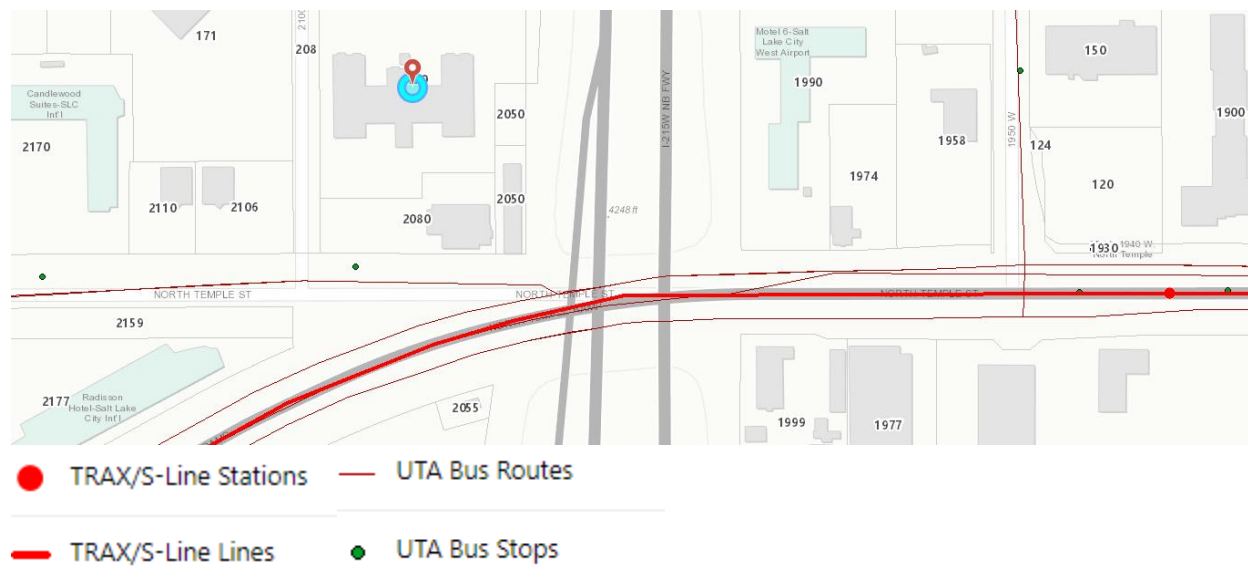 171
2100
208
Candlewood
Suites-SLC
Int'l
2170
2110
2106
2050
2050
2080
4248 ft
I-215W NB FWY
Motel 6-Salt
Lake City
West Airport
1990
1958
1974
150
1900
1950 W
124
120
1930
1940 W
North Temple
NORTH TEMPLE ST
NORTH TEMPLE ST
NORTH TEMPLE ST
2159
2177
Radisson
Hotel-Salt Lake
City Int'l
2055
1999
1977
TRAX/S-Line Stations
UTA Bus Routes
TRAX/S-Line Lines
UTA Bus Stops